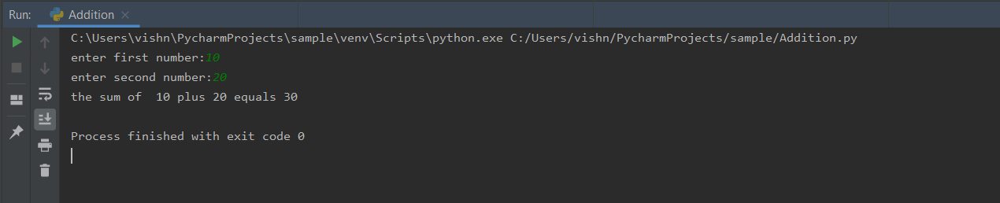 Run: Addition
C:\Users\vishn\PycharmProjects\sample\venv\Scripts\python.exe C:/Users/vishn/PycharmProjects/sample/Addition.py
enter first number:10
enter second number:20
the sum of  10 plus 20 equals 30
Process finished with exit code 0